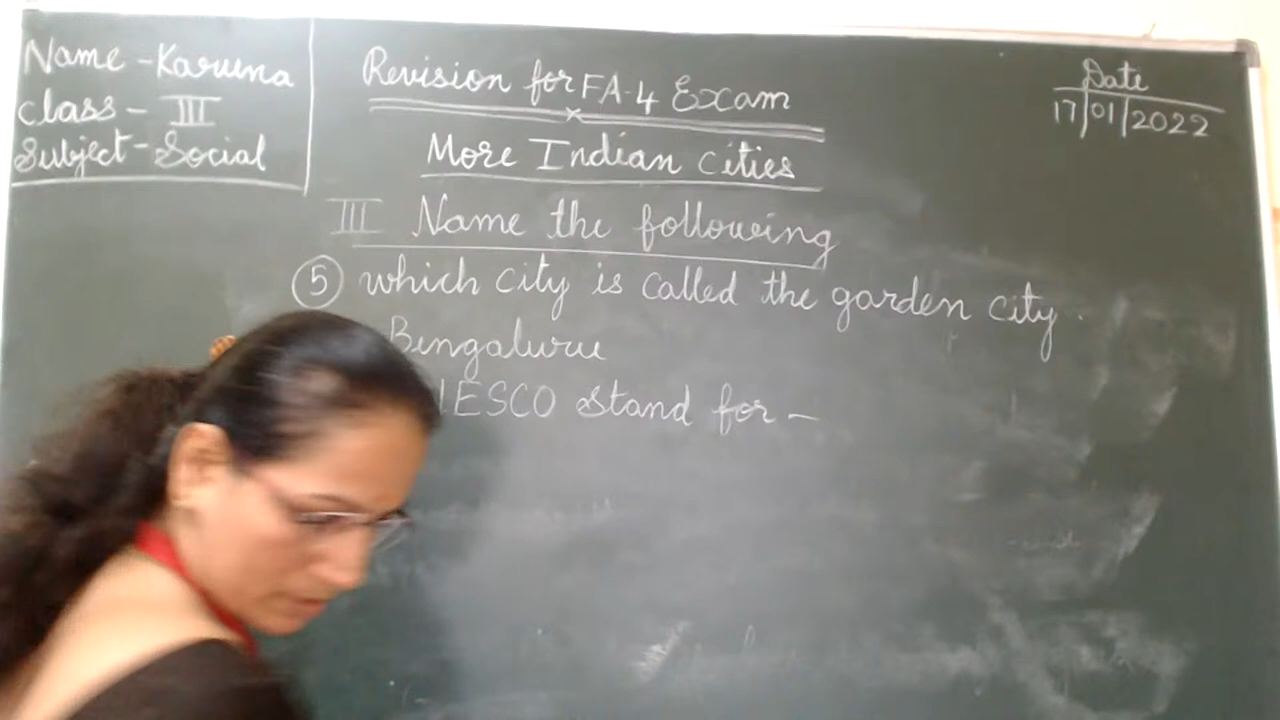 Name - Karuna
Class - III
Subject - Social
Revision for FA-4 Exam
More Indian Cities
Date
17/01/2022
III Name the following
5 which city is called the garden city.
Bengaluru
ESCO stand for -